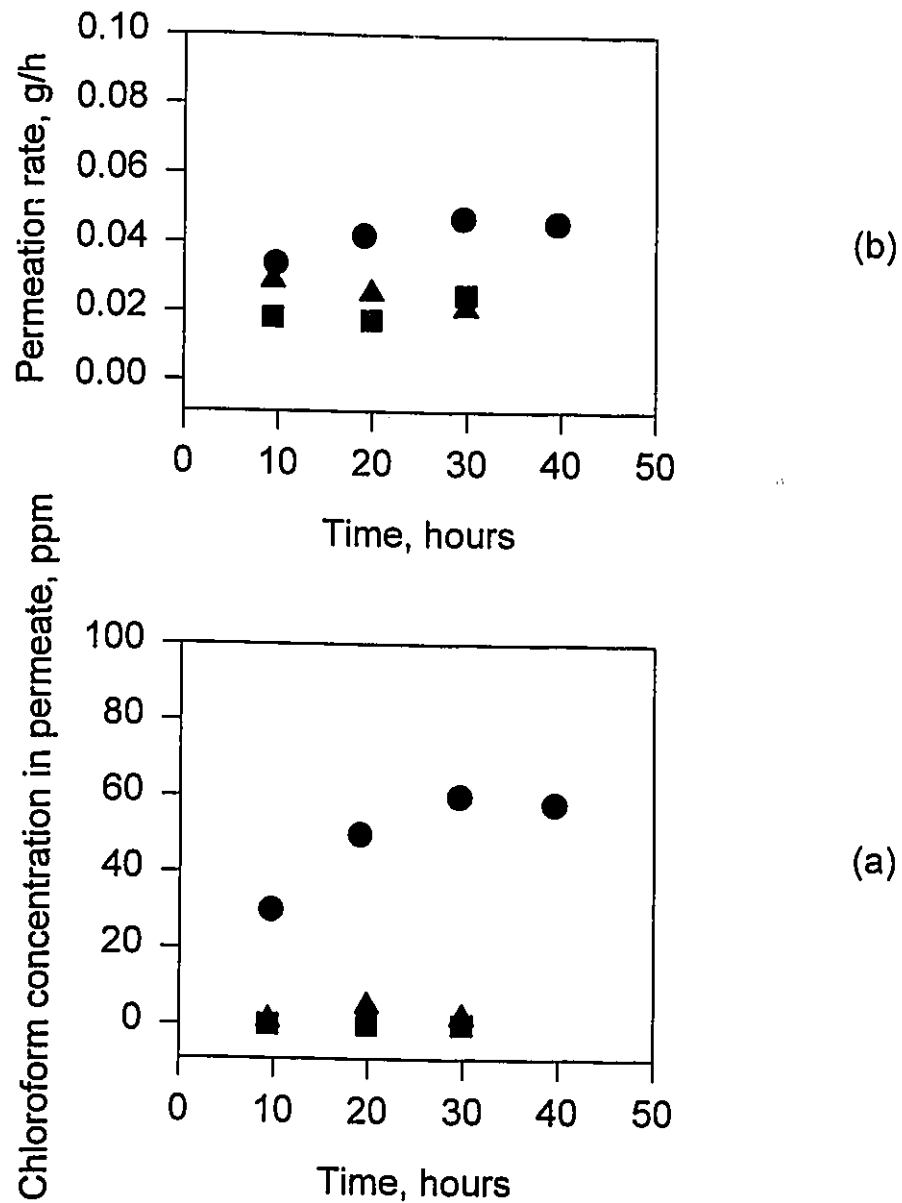 Permeation rate, g/h
0.10
0.08
0.06
0.04
0.02
0.00
0 10 20 30 40 50
Time, hours
(b)
Chloroform concentration in permeate, ppm
100
80
60
40
20
0
0 10 20 30 40 50
Time, hours
(a)